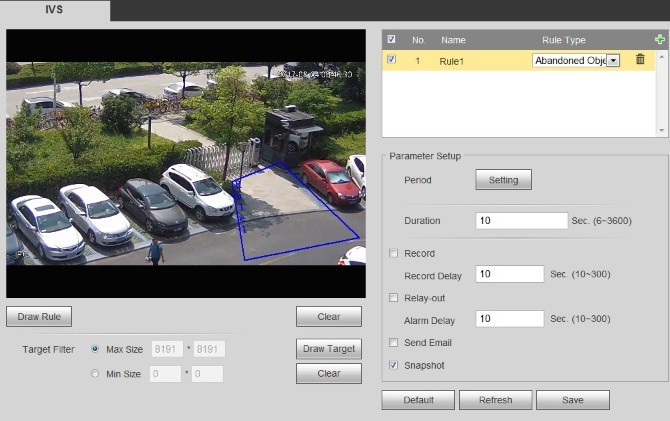 IVS
No. Name Rule Type
1 Rule1 Abandoned Obje
Draw Rule Clear
Target Filter Max Size 8191 * 8191 Draw Target
Min Size 0 * 0 Clear
Parameter Setup
Period Setting
Duration 10 Sec. (6~3600)
Record
Record Delay 10 Sec. (10~300)
Relay-out
Alarm Delay 10 Sec. (10~300)
Send Email
Snapshot
Default Refresh Save